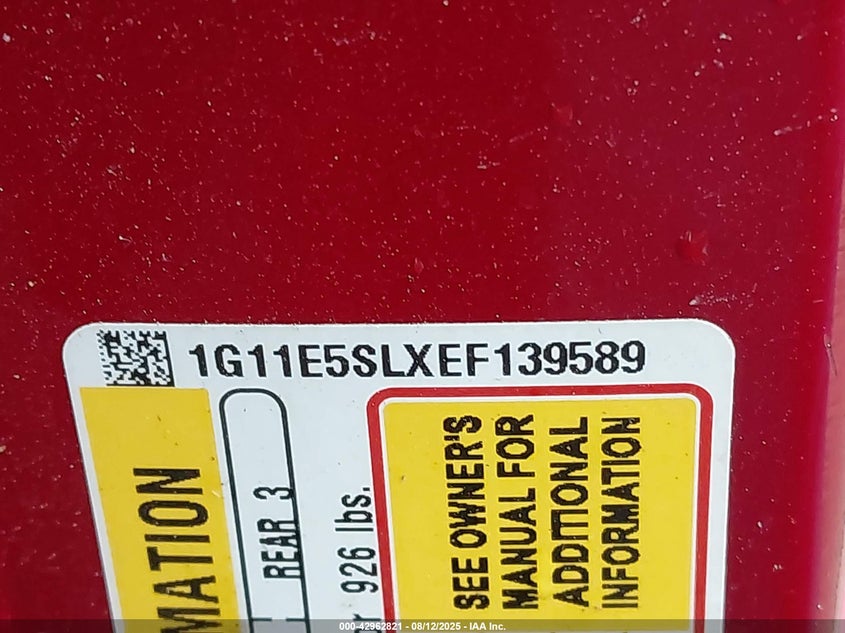 1G11E5SLXEF139589
MATION
REAR 3
926 lbs.
SEE OWNER'S
MANUAL FOR
ADDITIONAL
INFORMATION
000-42962821 - 08/12/2025 - IAA Inc.